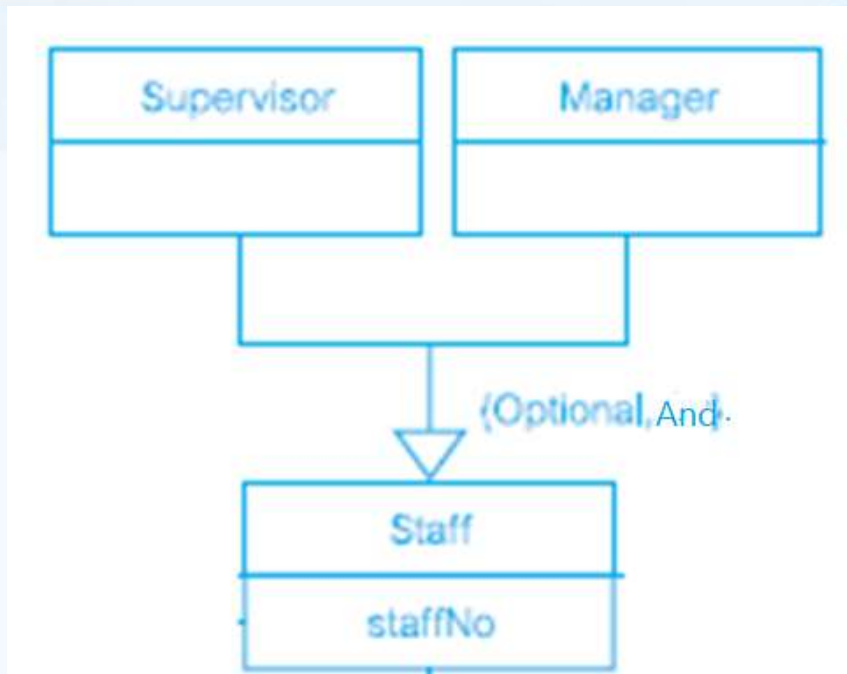 Supervisor
Manager
{Optional, And}
Staff
staffNo